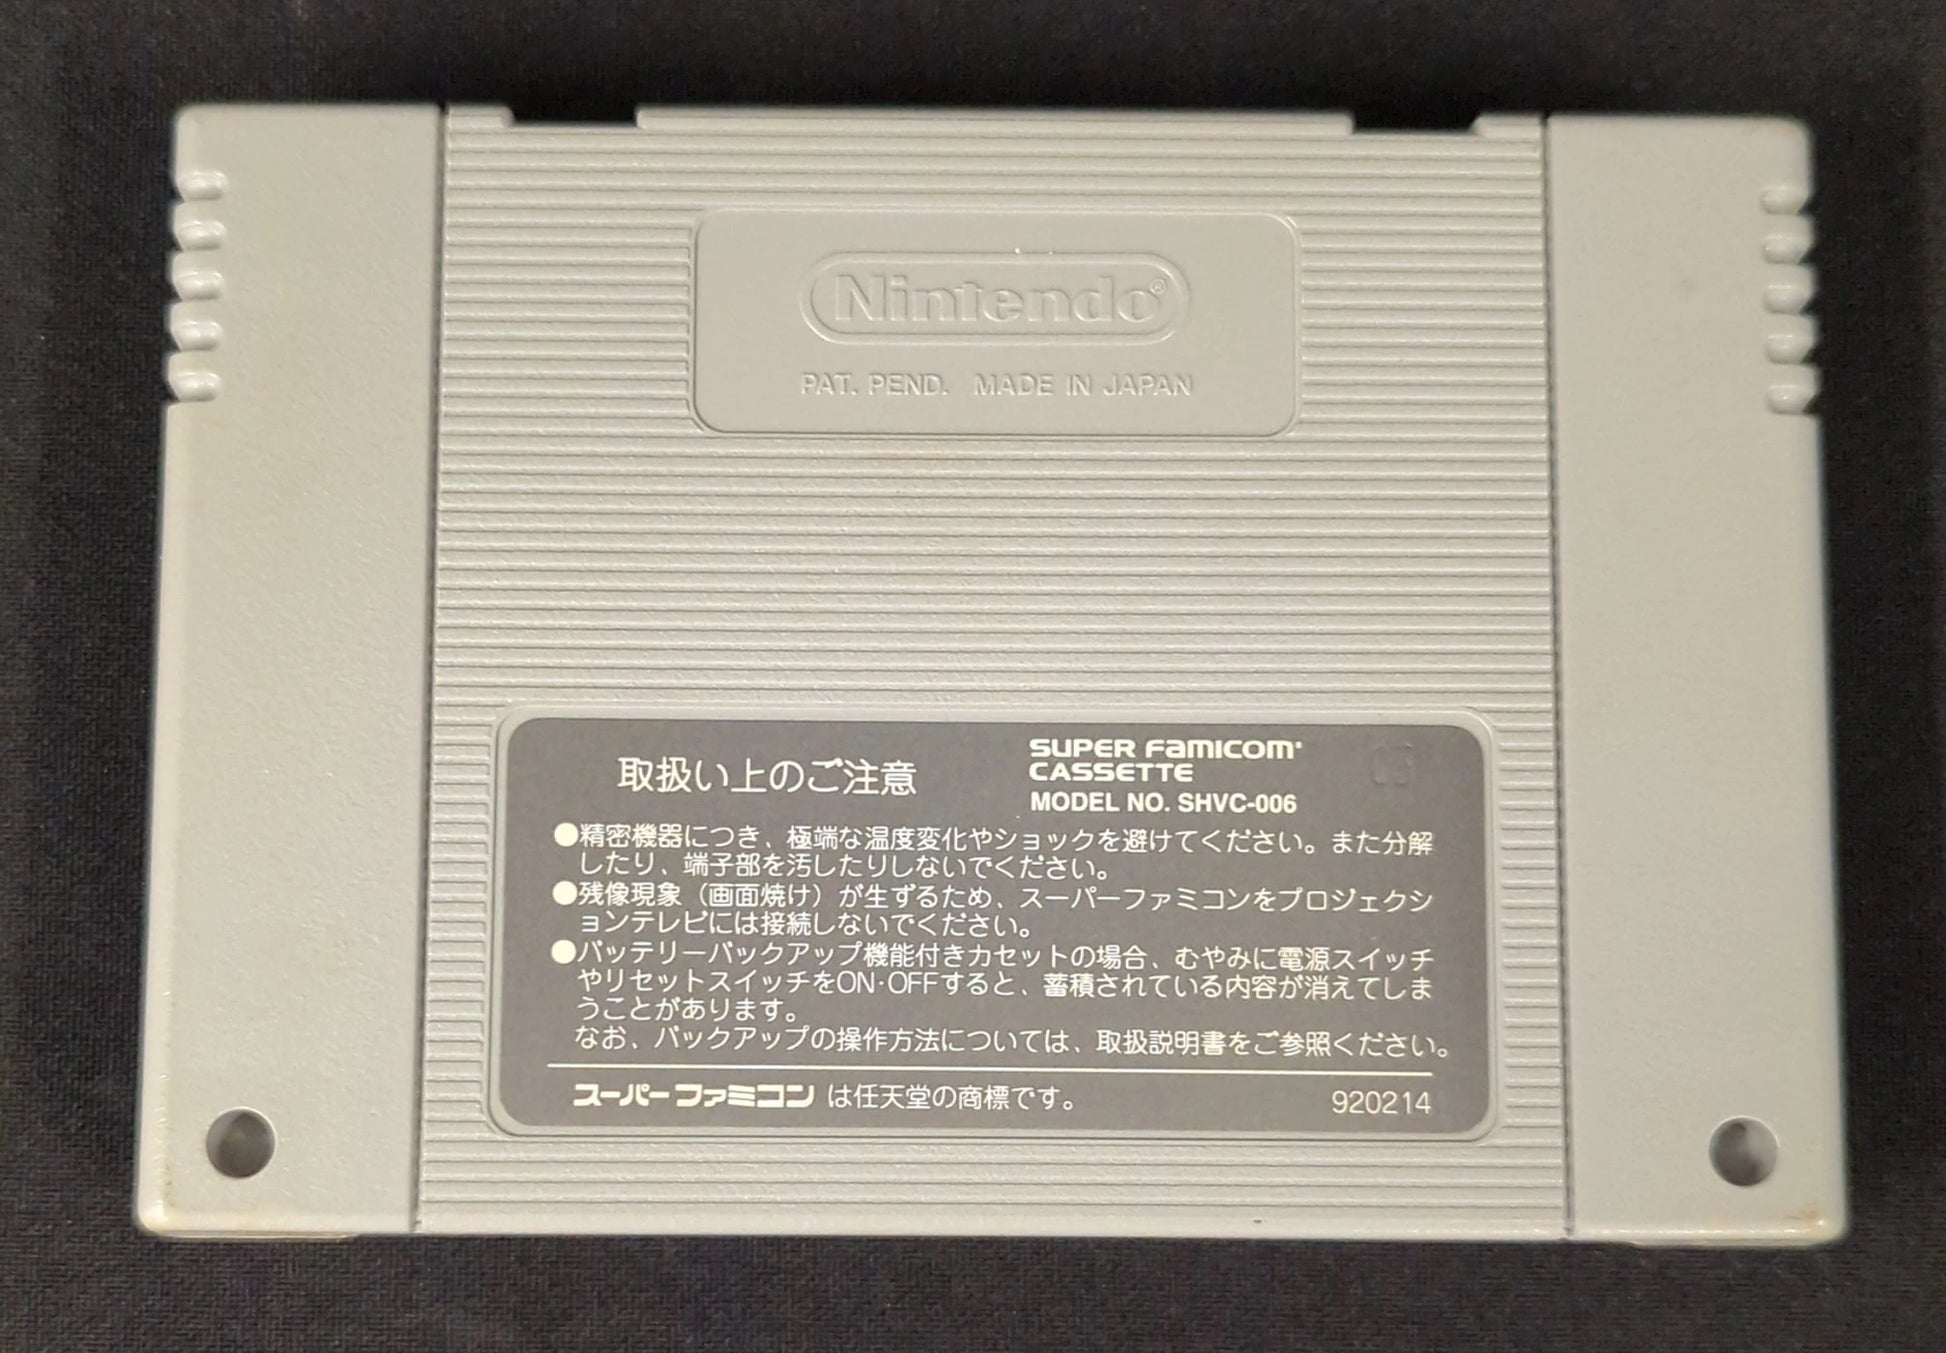 Nintendo®
PAT. PEND. MADE IN JAPAN
取扱い上のご注意
SUPER FAMICOM
CASSETTE
MODEL NO. SHVC-006
●精密機器につき、極端な温度変化やショックを避けてください。また分解
したり、端子部を汚したりしないでください。
●残像現象（画面焼け）が生ずるため、スーパーファミコンをプロジェクシ
ョンテレビには接続しないでください。
●バッテリーバックアップ機能付きカセットの場合、むやみに電源スイッチ
やリセットスイッチをON･OFFすると、蓄積されている内容が消えてしま
うことがあります。
なお、バックアップの操作方法については、取扱説明書をご参照ください。
スーパーファミコン は任天堂の商標です。
920214